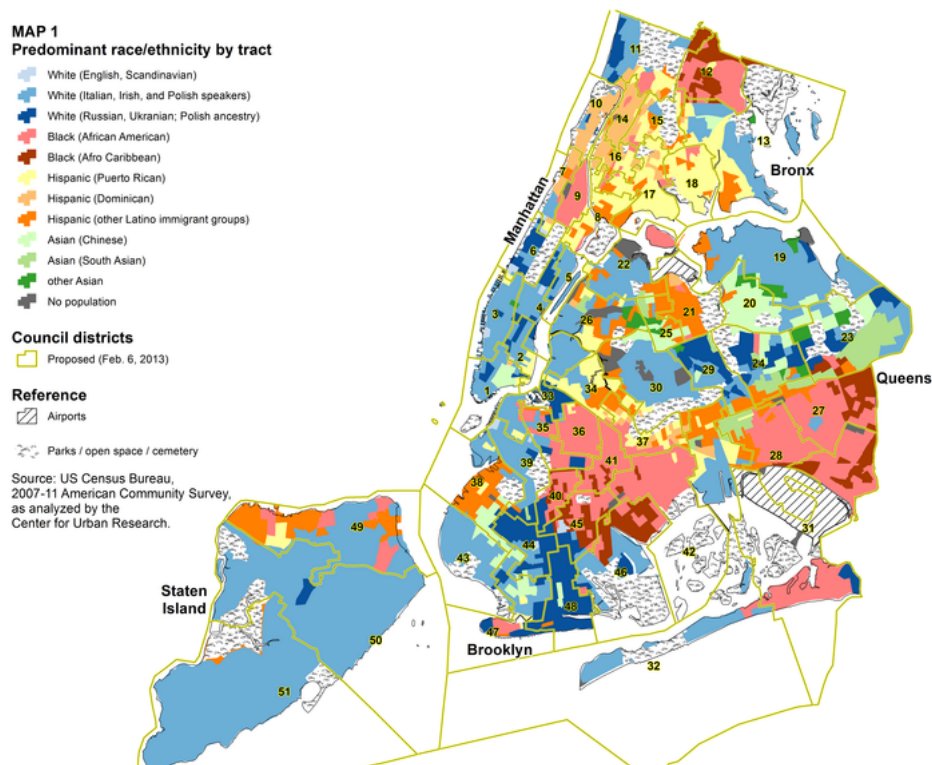 MAP 1
Predominant race/ethnicity by tract
White (English, Scandinavian)
White (Italian, Irish, and Polish speakers)
White (Russian, Ukranian; Polish ancestry)
Black (African American)
Black (Afro Caribbean)
Hispanic (Puerto Rican)
Hispanic (Dominican)
Hispanic (other Latino immigrant groups)
Asian (Chinese)
Asian (South Asian)
other Asian
No population
Council districts
Proposed (Feb. 6, 2013)
Reference
Airports
Parks / open space / cemetery
Source: US Census Bureau,
2007-11 American Community Survey,
as analyzed by the
Center for Urban Research.
11
12
10
14
15
13
Bronx
16
7
18
17
9
8
Manhattan
6
22
19
5
3
4
26
20
21
25
23
2
24
29
30
Queens
1
34
33
27
35
36
37
41
28
39
38
40
31
45
49
44
42
43
46
Staten
Island
48
47
50
Brooklyn
32
51